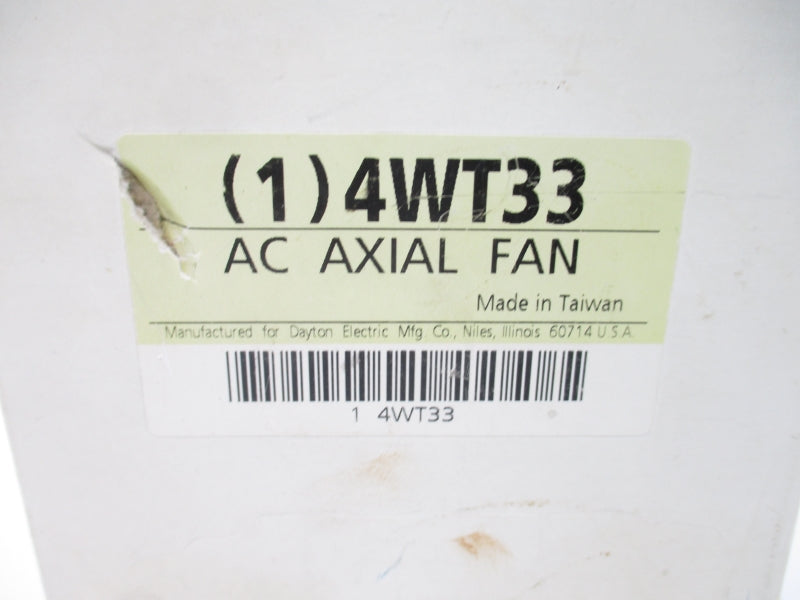 (1) 4WT33
AC AXIAL FAN
Made in Taiwan
Manufactured for Dayton Electric Mfg. Co., Niles, Illinois 60714 U.S.A.
1 4WT33